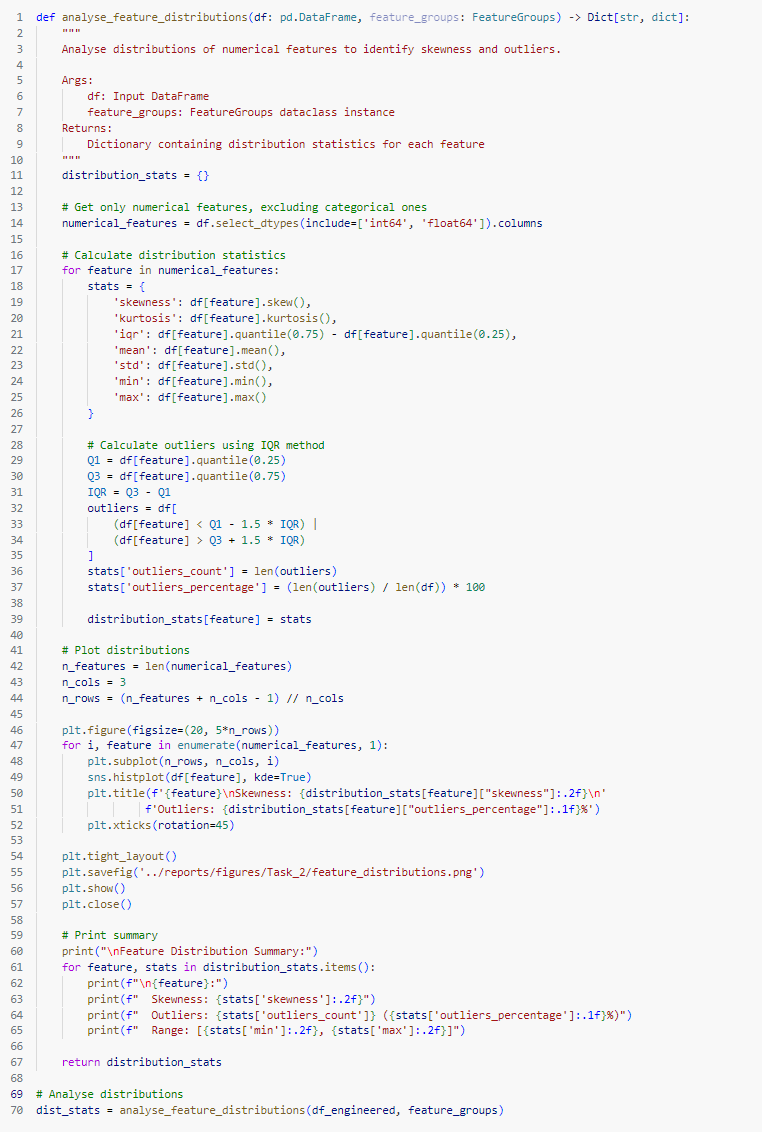 1 def analyse_feature_distributions(df: pd.DataFrame, feature_groups: FeatureGroups) -> Dict[str, dict]:
2     """
3     Analyse distributions of numerical features to identify skewness and outliers.
4
5     Args:
6         df: Input DataFrame
7         feature_groups: FeatureGroups dataclass instance
8     Returns:
9         Dictionary containing distribution statistics for each feature
10     """
11     distribution_stats = {}
12
13     # Get only numerical features, excluding categorical ones
14     numerical_features = df.select_dtypes(include=['int64', 'float64']).columns
15
16     # Calculate distribution statistics
17     for feature in numerical_features:
18         stats = {
19             'skewness': df[feature].skew(),
20             'kurtosis': df[feature].kurtosis(),
21             'iqr': df[feature].quantile(0.75) - df[feature].quantile(0.25),
22             'mean': df[feature].mean(),
23             'std': df[feature].std(),
24             'min': df[feature].min(),
25             'max': df[feature].max()
26         }
27
28         # Calculate outliers using IQR method
29         Q1 = df[feature].quantile(0.25)
30         Q3 = df[feature].quantile(0.75)
31         IQR = Q3 - Q1
32         outliers = df[
33             (df[feature] < Q1 - 1.5 * IQR) |
34             (df[feature] > Q3 + 1.5 * IQR)
35         ]
36         stats['outliers_count'] = len(outliers)
37         stats['outliers_percentage'] = (len(outliers) / len(df)) * 100
38
39         distribution_stats[feature] = stats
40
41     # Plot distributions
42     n_features = len(numerical_features)
43     n_cols = 3
44     n_rows = (n_features + n_cols - 1) // n_cols
45
46     plt.figure(figsize=(20, 5*n_rows))
47     for i, feature in enumerate(numerical_features, 1):
48         plt.subplot(n_rows, n_cols, i)
49         sns.histplot(df[feature], kde=True)
50         plt.title(f'{feature}\nSkewness: {distribution_stats[feature]["skewness"]:.2f}\n'
51                  f'Outliers: {distribution_stats[feature]["outliers_percentage"]:.1f}%')
52         plt.xticks(rotation=45)
53
54     plt.tight_layout()
55     plt.savefig('../reports/figures/Task_2/feature_distributions.png')
56     plt.show()
57     plt.close()
58
59     # Print summary
60     print("\nFeature Distribution Summary:")
61     for feature, stats in distribution_stats.items():
62         print(f"\n{feature}:")
63         print(f"  Skewness: {stats['skewness']:.2f}")
64         print(f"  Outliers: {stats['outliers_count']} ({stats['outliers_percentage']:.1f}%)")
65         print(f"  Range: [{stats['min']:.2f}, {stats['max']:.2f}]")
66
67     return distribution_stats
68
69 # Analyse distributions
70 dist_stats = analyse_feature_distributions(df_engineered, feature_groups)